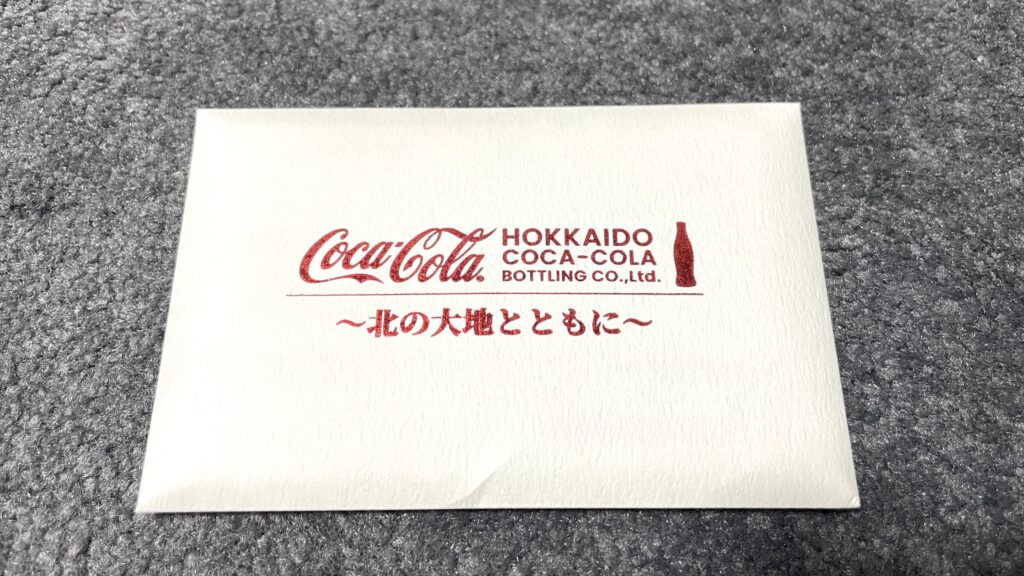 Coca-Cola
HOKKAIDO
COCA-COLA
BOTTLING CO.,Ltd.
～北の大地とともに～